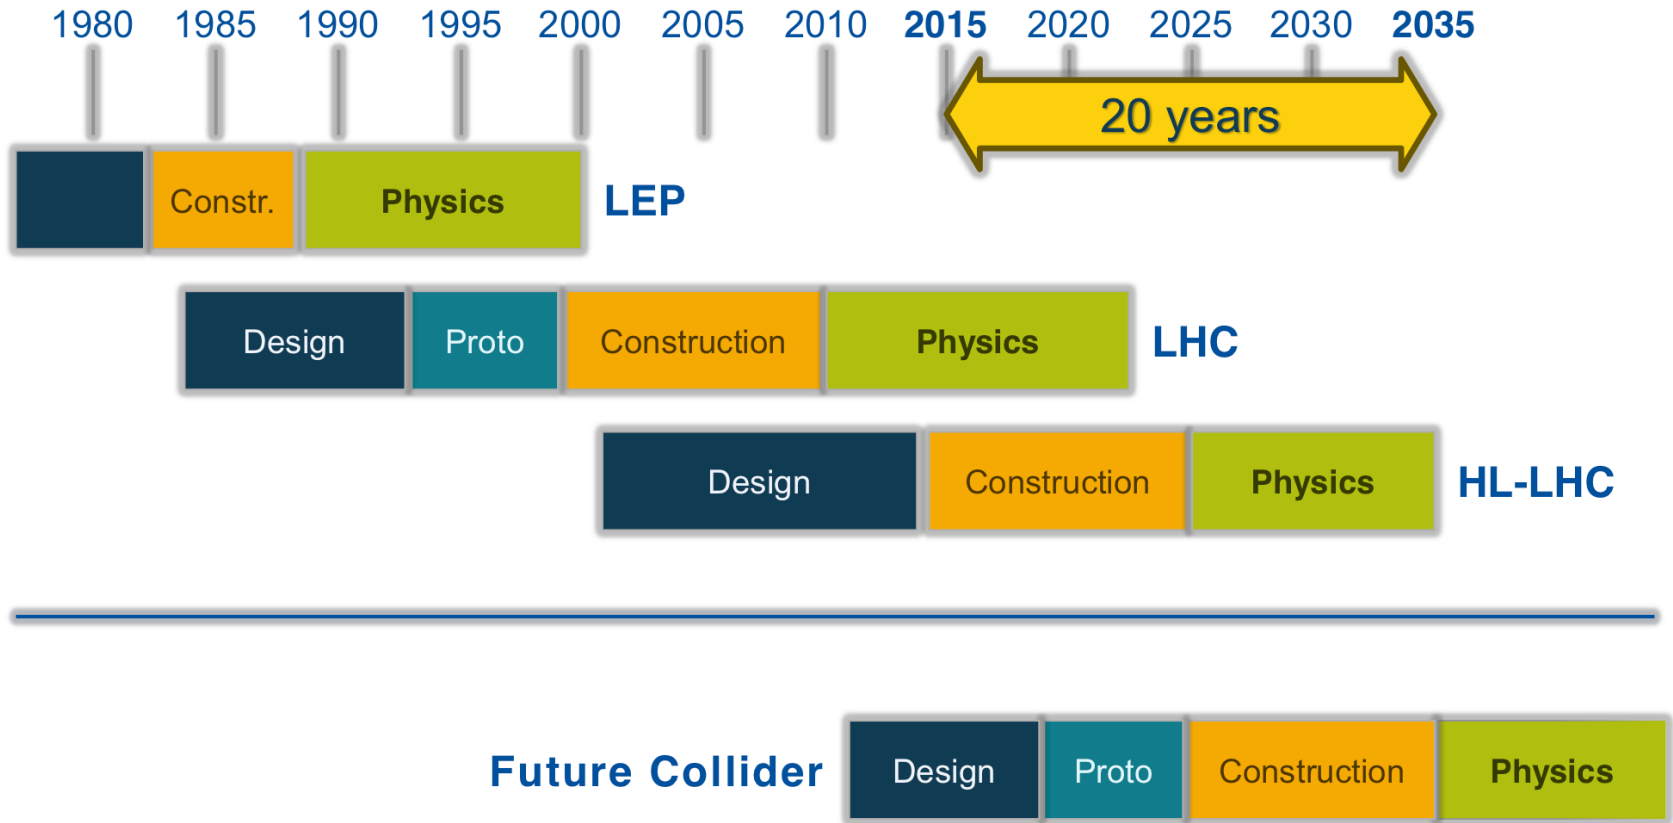 1980 1985 1990 1995 2000 2005 2010 2015 2020 2025 2030 2035
20 years
Constr. Physics LEP
Design Proto Construction Physics LHC
Design Construction Physics HL-LHC
Future Collider Design Proto Construction Physics